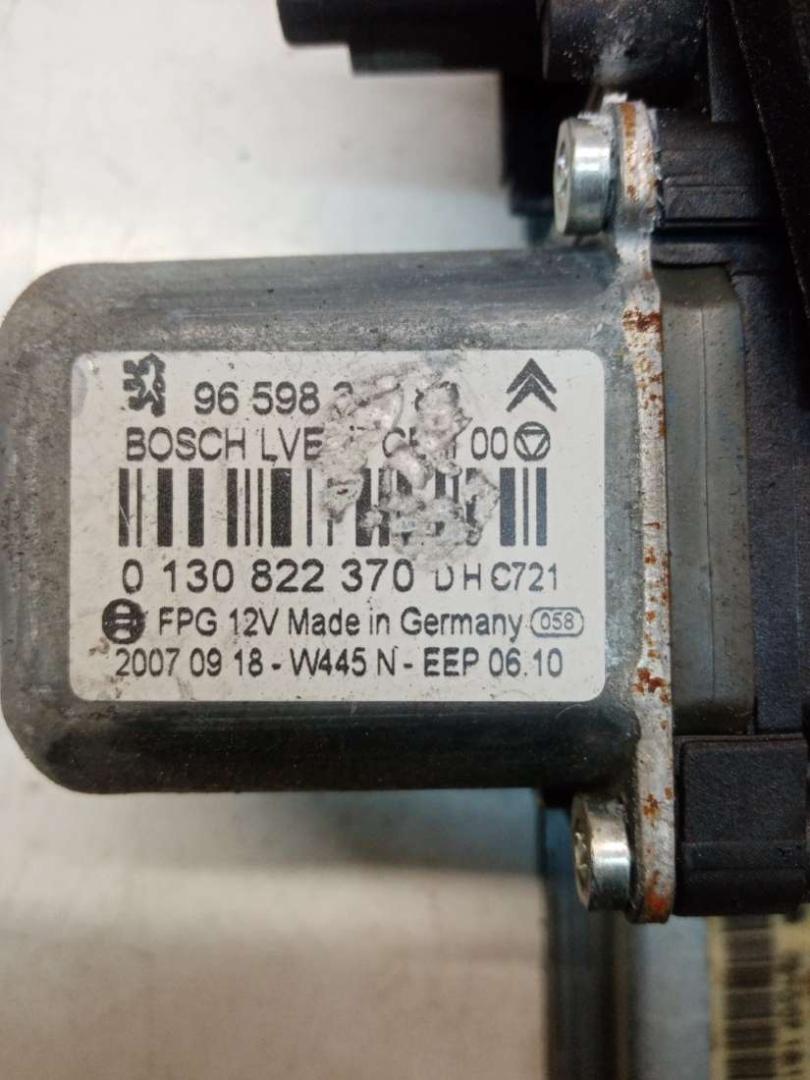 96 598
BOSCH 00
0 130 822 370 D H C721
FPG 12V Made in Germany 058
2007 09 18 - W445 N - EEP 06.10